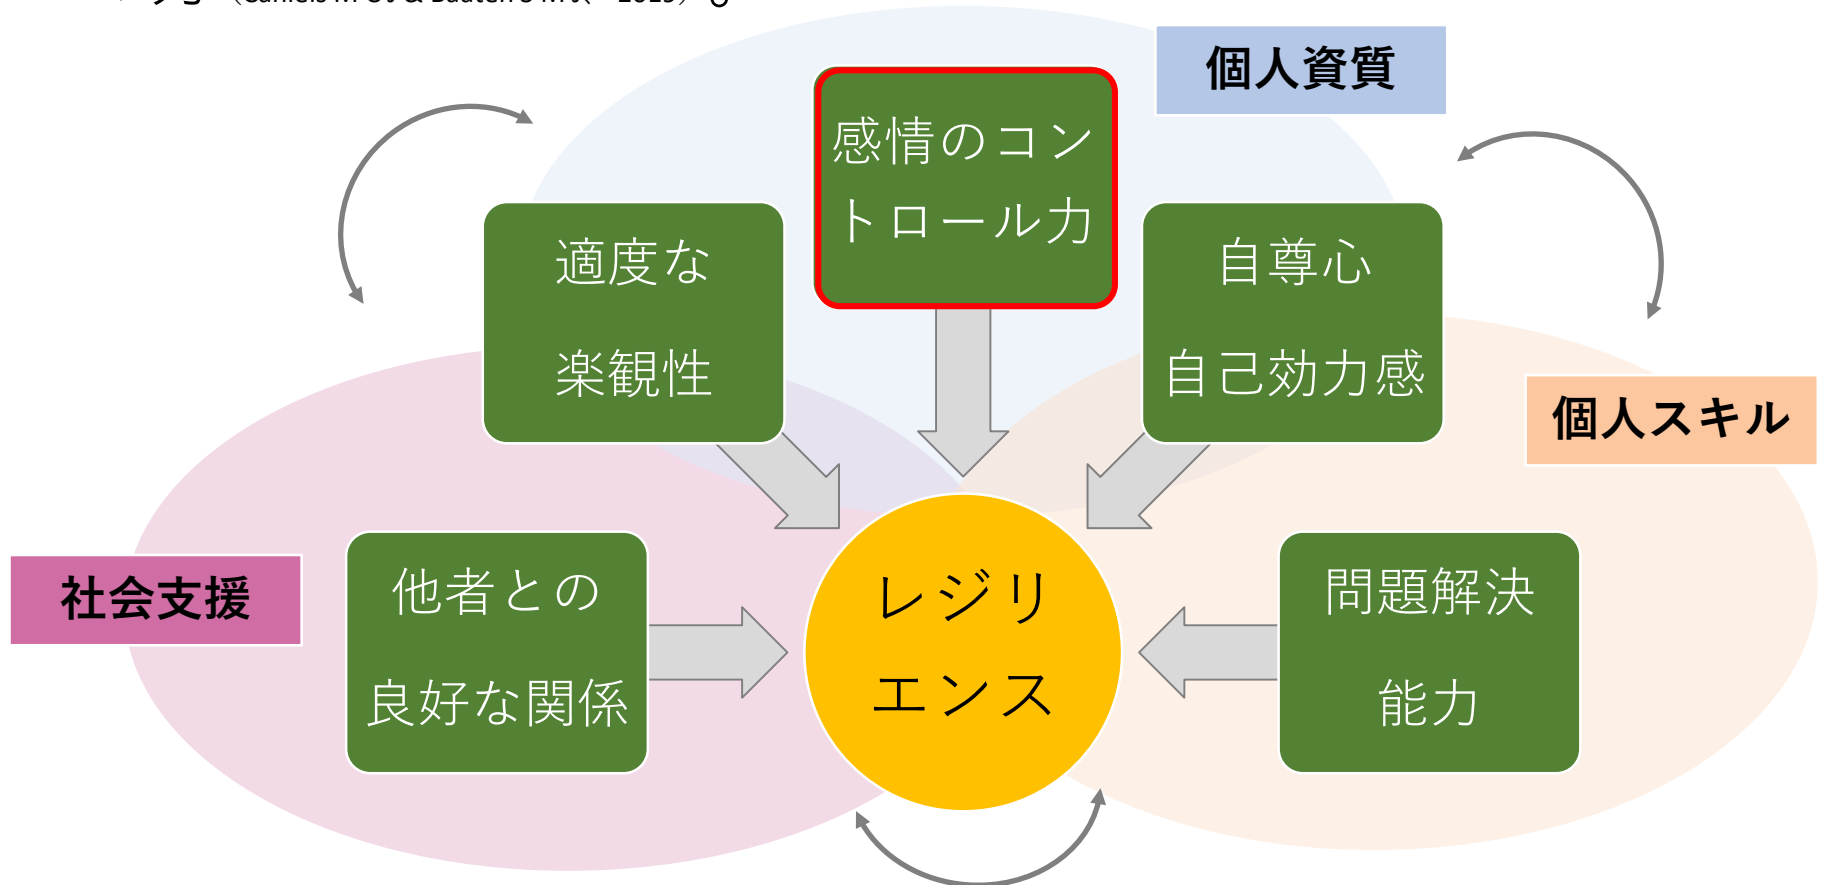 (Caniels M C J & Baaten S M J、 2019) 。
個人資質
感情のコン
トロール力
適度な
楽観性
自尊心
自己効力感
個人スキル
社会支援
他者との
良好な関係
レジリ
エンス
問題解決
能力